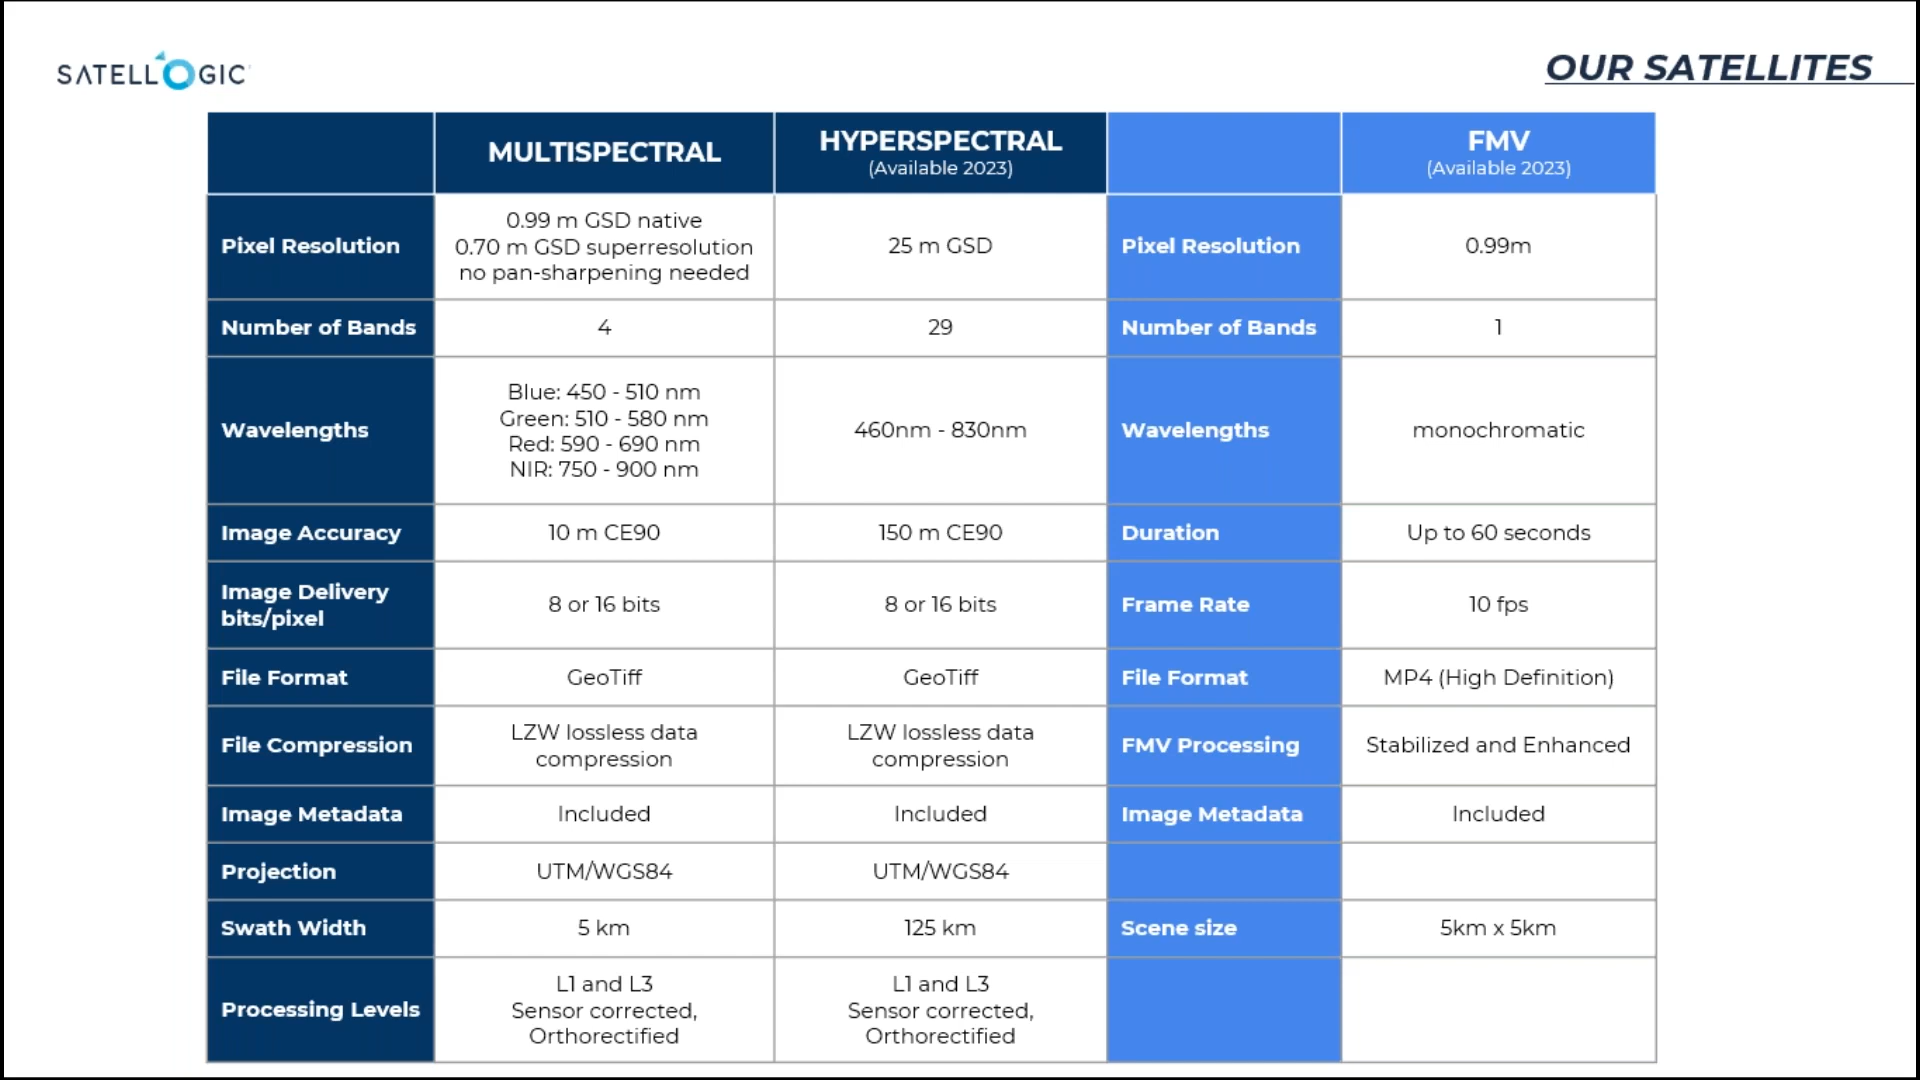 SATELLOGIC
OUR SATELLITES
MULTISPECTRAL
HYPERSPECTRAL
(Available 2023)
FMV
(Available 2023)
Pixel Resolution
0.99 m GSD native
0.70 m GSD superresolution
no pan-sharpening needed
25 m GSD
Pixel Resolution
0.99m
Number of Bands
4
29
Number of Bands
1
Wavelengths
Blue: 450 - 510 nm
Green: 510 - 580 nm
Red: 590 - 690 nm
NIR: 750 - 900 nm
460nm - 830nm
Wavelengths
monochromatic
Image Accuracy
10 m CE90
150 m CE90
Duration
Up to 60 seconds
Image Delivery
bits/pixel
8 or 16 bits
8 or 16 bits
Frame Rate
10 fps
File Format
GeoTiff
GeoTiff
File Format
MP4 (High Definition)
File Compression
LZW lossless data
compression
LZW lossless data
compression
FMV Processing
Stabilized and Enhanced
Image Metadata
Included
Included
Image Metadata
Included
Projection
UTM/WGS84
UTM/WGS84
Swath Width
5 km
125 km
Scene size
5km x 5km
Processing Levels
L1 and L3
Sensor corrected,
Orthorectified
L1 and L3
Sensor corrected,
Orthorectified